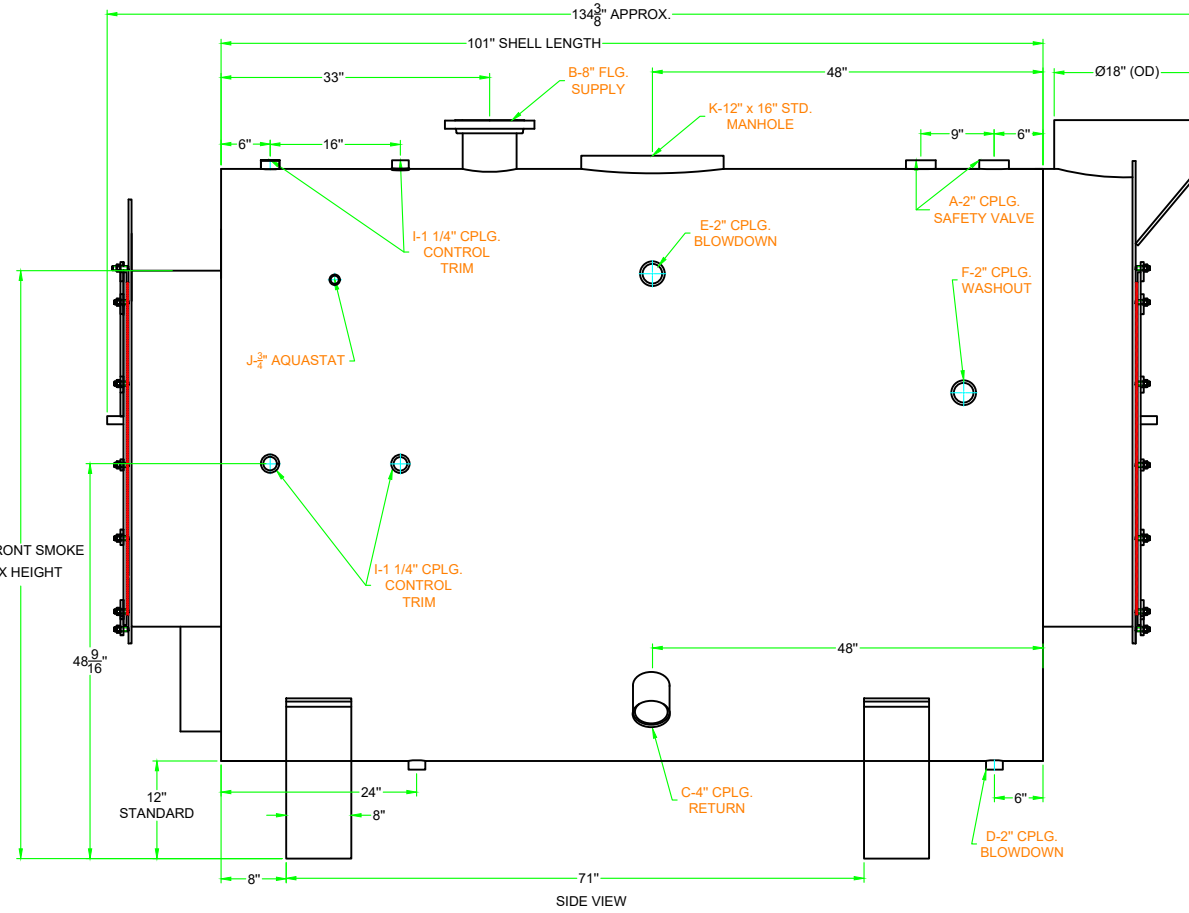 134 3/8" APPROX.
101" SHELL LENGTH
33"
B-8" FLG.
SUPPLY
48"
Ø18" (OD)
K-12" x 16" STD.
MANHOLE
6"
16"
9"
6"
A-2" CPLG.
SAFETY VALVE
I-1 1/4" CPLG.
CONTROL
TRIM
E-2" CPLG.
BLOWDOWN
F-2" CPLG.
WASHOUT
J-3/4" AQUASTAT
RONT SMOKE
X HEIGHT
I-1 1/4" CPLG.
CONTROL
TRIM
48 9/16"
48"
12"
STANDARD
24"
8"
C-4" CPLG.
RETURN
6"
D-2" CPLG.
BLOWDOWN
8"
71"
SIDE VIEW